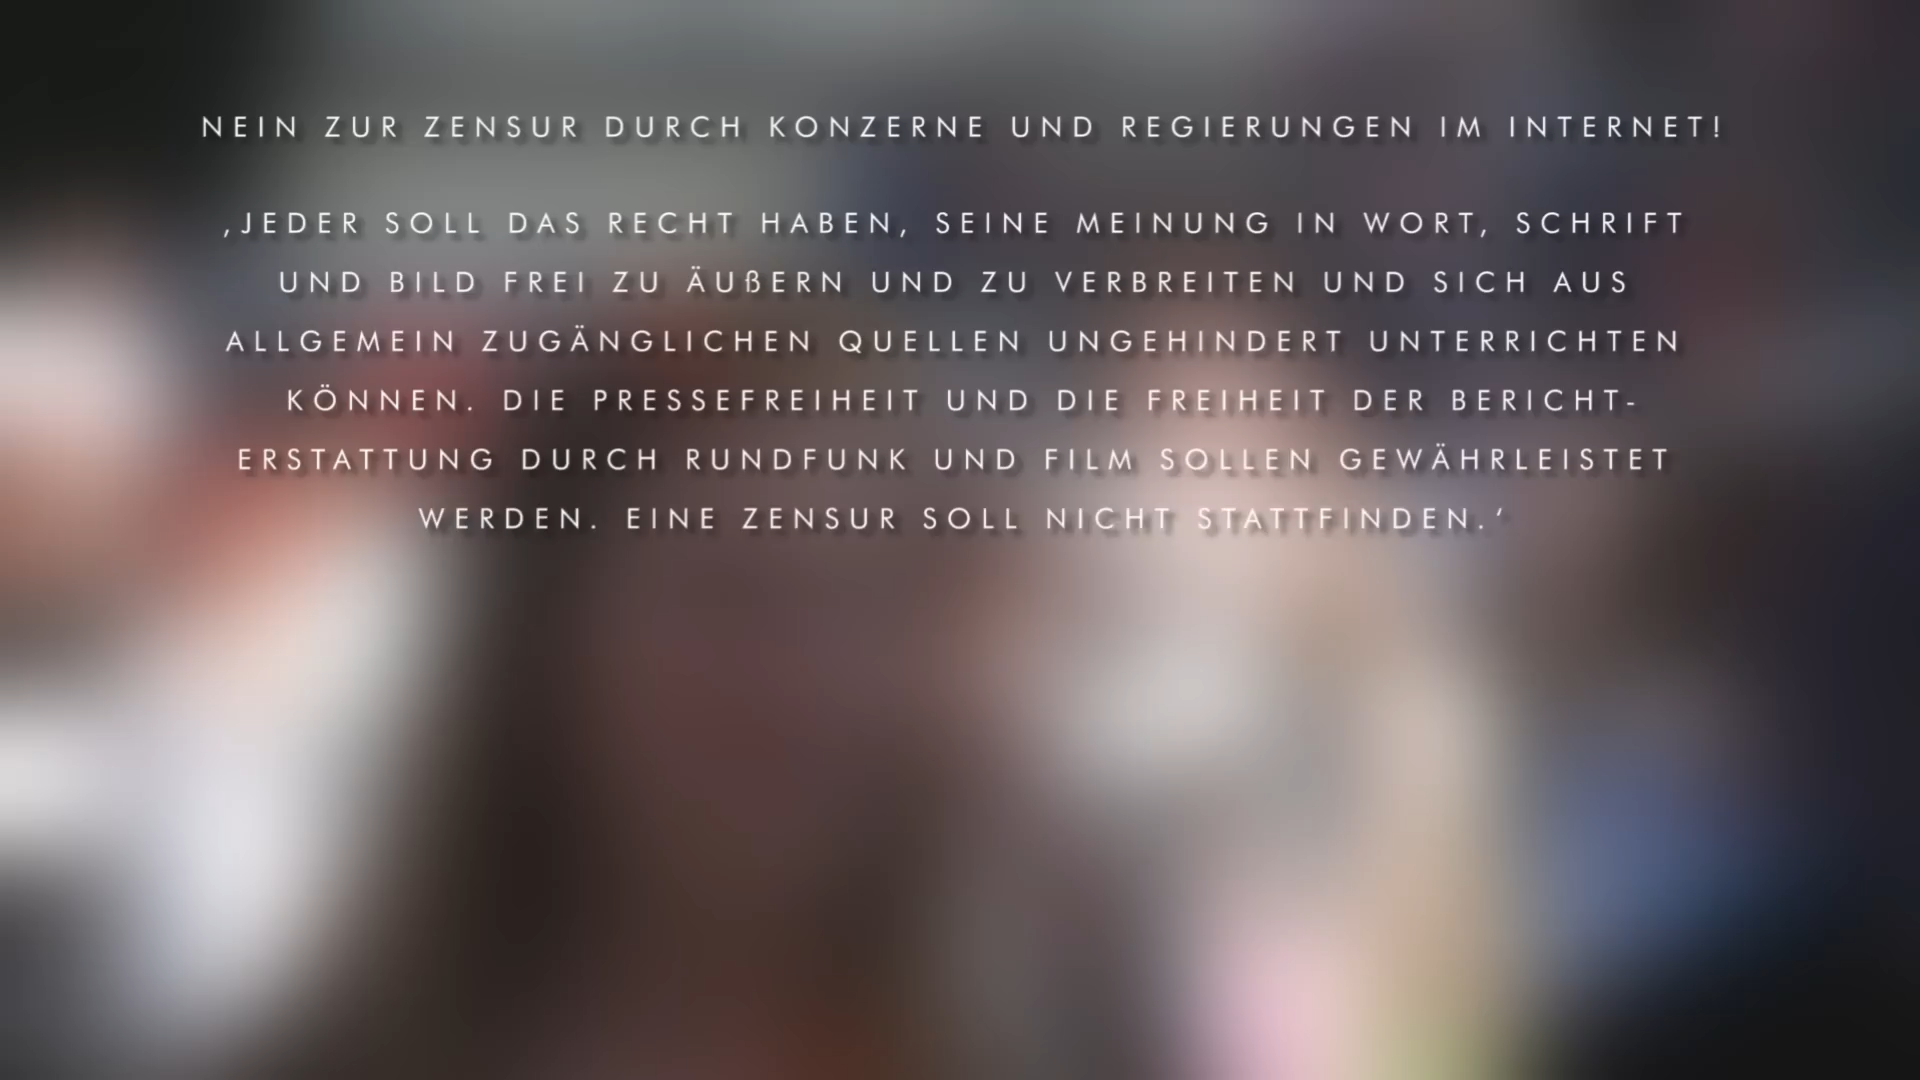 NEIN ZUR ZENSUR DURCH KONZERNE UND REGIERUNGEN IM INTERNET!
‚JEDER SOLL DAS RECHT HABEN, SEINE MEINUNG IN WORT, SCHRIFT
UND BILD FREI ZU ÄUßERN UND ZU VERBREITEN UND SICH AUS
ALLGEMEIN ZUGÄNGLICHEN QUELLEN UNGEHINDERT UNTERRICHTEN
KÖNNEN. DIE PRESSEFREIHEIT UND DIE FREIHEIT DER BERICHT-
ERSTATTUNG DURCH RUNDFUNK UND FILM SOLLEN GEWÄHRLEISTET
WERDEN. EINE ZENSUR SOLL NICHT STATTFINDEN.‘